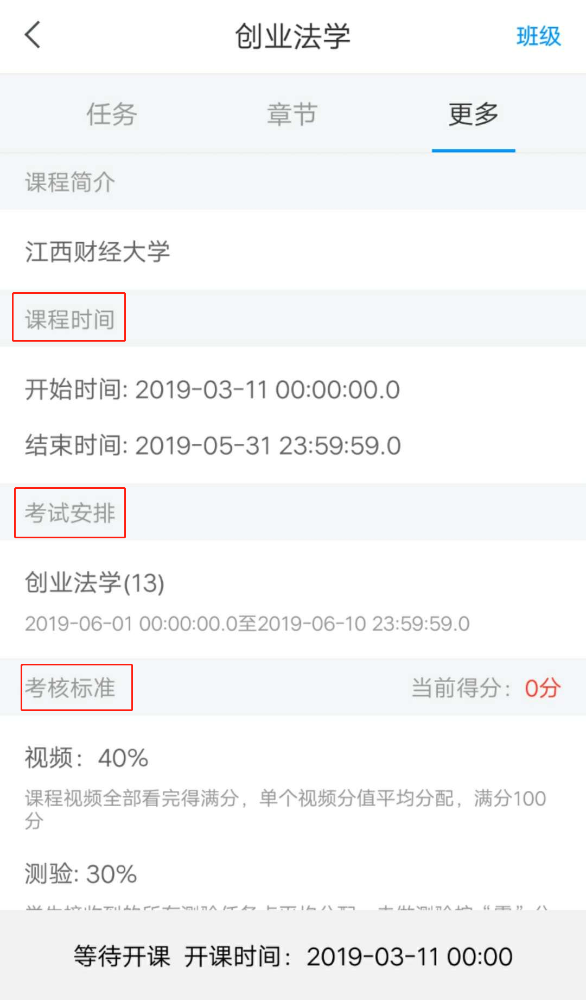 创业法学 班级
任务 章节 更多
课程简介
江西财经大学
课程时间
开始时间: 2019-03-11 00:00:00.0
结束时间: 2019-05-31 23:59:59.0
考试安排
创业法学(13)
2019-06-01 00:00:00.0至2019-06-10 23:59:59.0
考核标准 当前得分：0分
视频：40%
课程视频全部看完得满分，单个视频分值平均分配，满分100
分
测验: 30%
等待开课 开课时间：2019-03-11 00:00